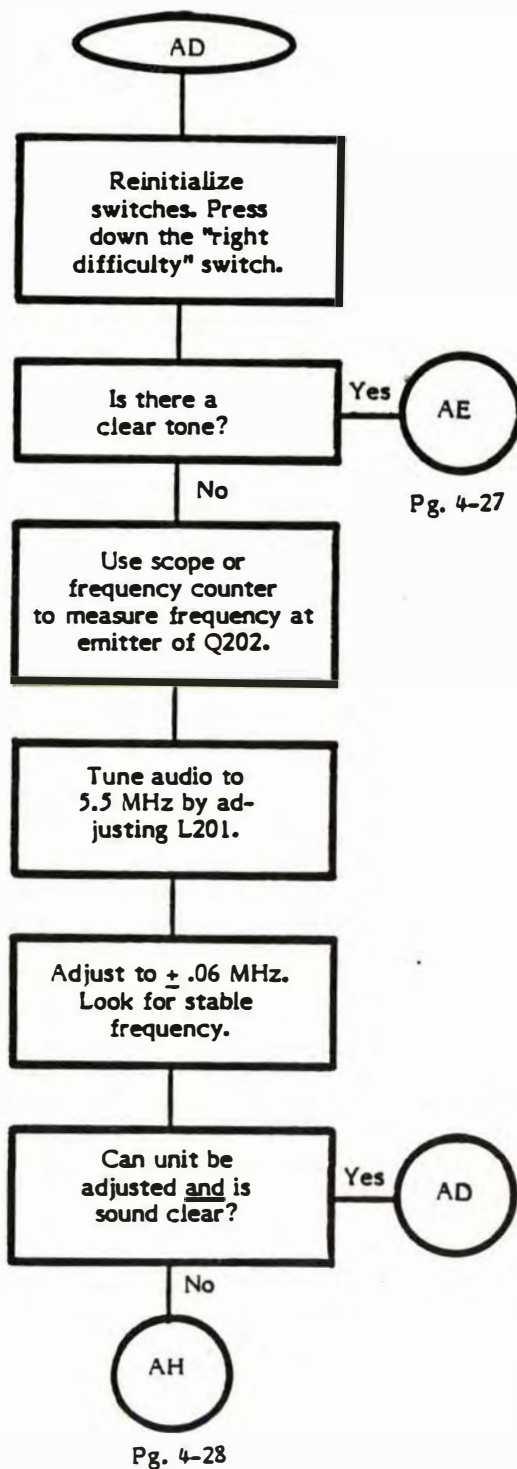 AD
Reinitialize
switches. Press
down the "right
difficulty" switch.
Is there a
clear tone?
Yes
AE
Pg. 4-27
No
Use scope or
frequency counter
to measure frequency at
emitter of Q202.
Tune audio to
5.5 MHz by ad-
justing L201.
Adjust to ± .06 MHz.
Look for stable
frequency.
Can unit be
adjusted and is
sound clear?
Yes
AD
No
AH
Pg. 4-28